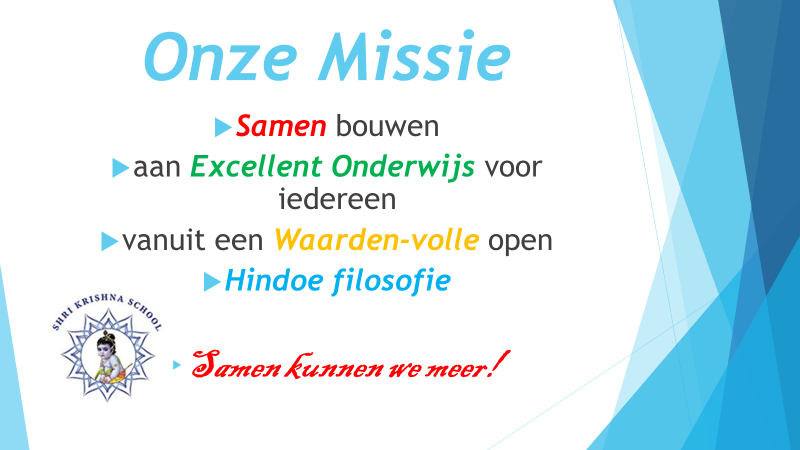 Onze Missie
Samen bouwen
aan Excellent Onderwijs voor
iedereen
vanuit een Waarden-volle open
Hindoe filosofie
SHRI KRISHNA SCHOOL
Samen kunnen we meer!